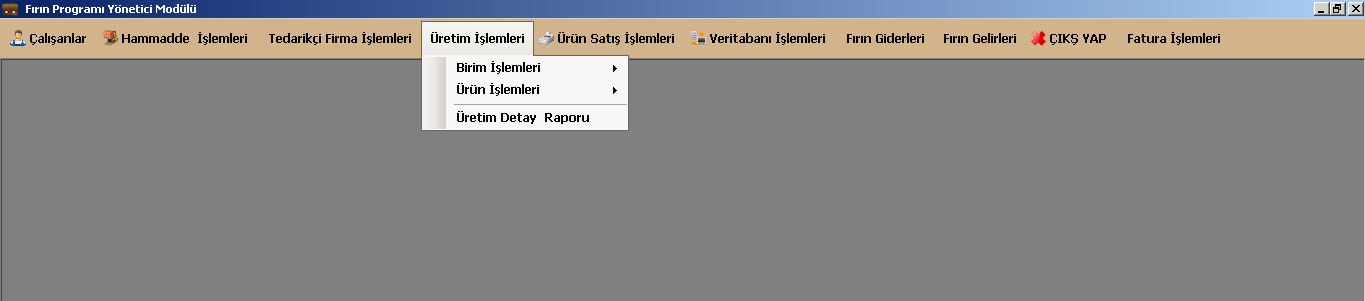 Fırın Programı Yönetici Modülü
Çalışanlar Hammadde İşlemleri Tedarikçi Firma İşlemleri Üretim İşlemleri Ürün Satış İşlemleri Veritabanı İşlemleri Fırın Giderleri Fırın Gelirleri ÇIKŞ YAP Fatura İşlemleri
Birim İşlemleri
Ürün İşlemleri
Üretim Detay Raporu